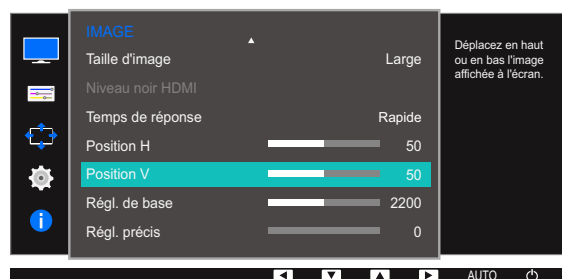 IMAGE
Taille d'image Large
Niveau noir HDMI
Temps de réponse Rapide
Position H 50
Position V 50
Régl. de base 2200
Régl. précis 0
Déplacez en haut
ou en bas l'image
affichée à l'écran.
AUTO